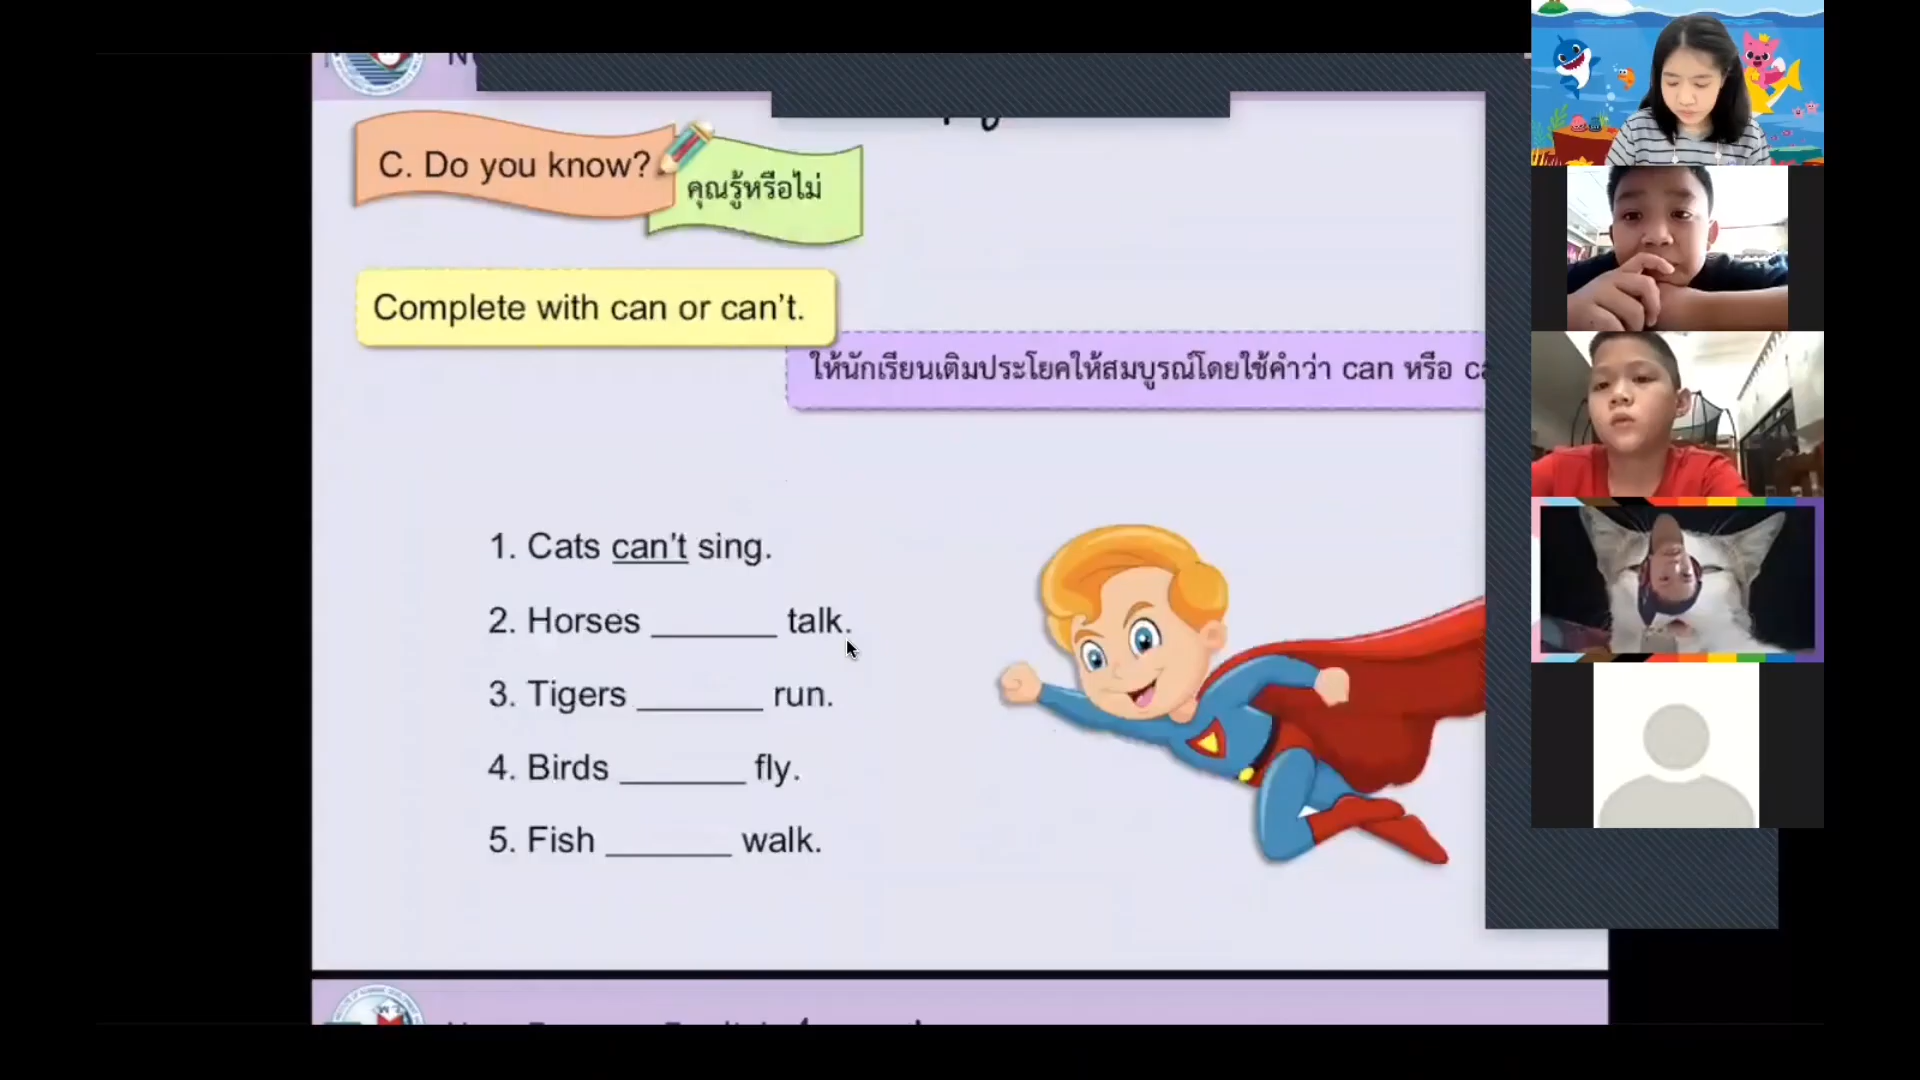 C. Do you know?
คุณรู้หรือไม่
Complete with can or can't.
ให้นักเรียนเติมประโยคให้สมบูรณ์โดยใช้คำว่า can หรือ
1. Cats can't sing.
2. Horses _______ talk.
3. Tigers _______ run.
4. Birds _______ fly.
5. Fish _______ walk.